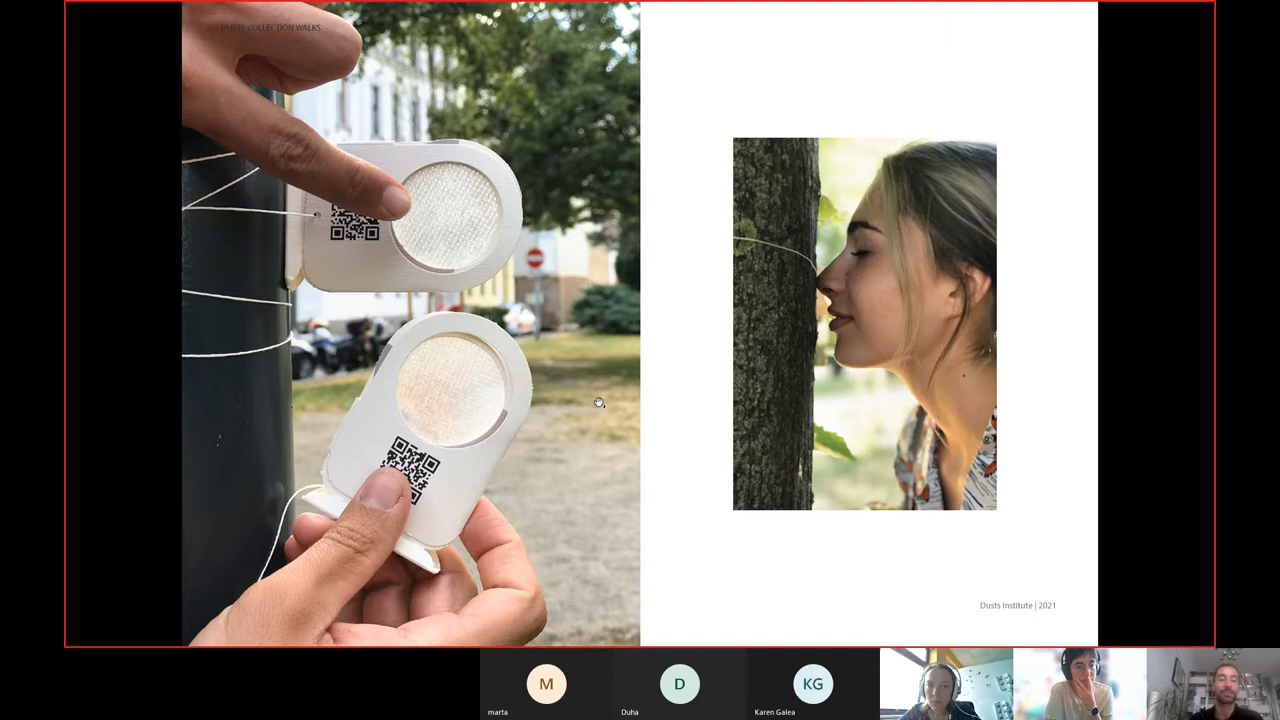 DUSTS COLLECTION WALKS
Dusts Institute | 2021
M
D
KG
marta
Duha
Karen Galea